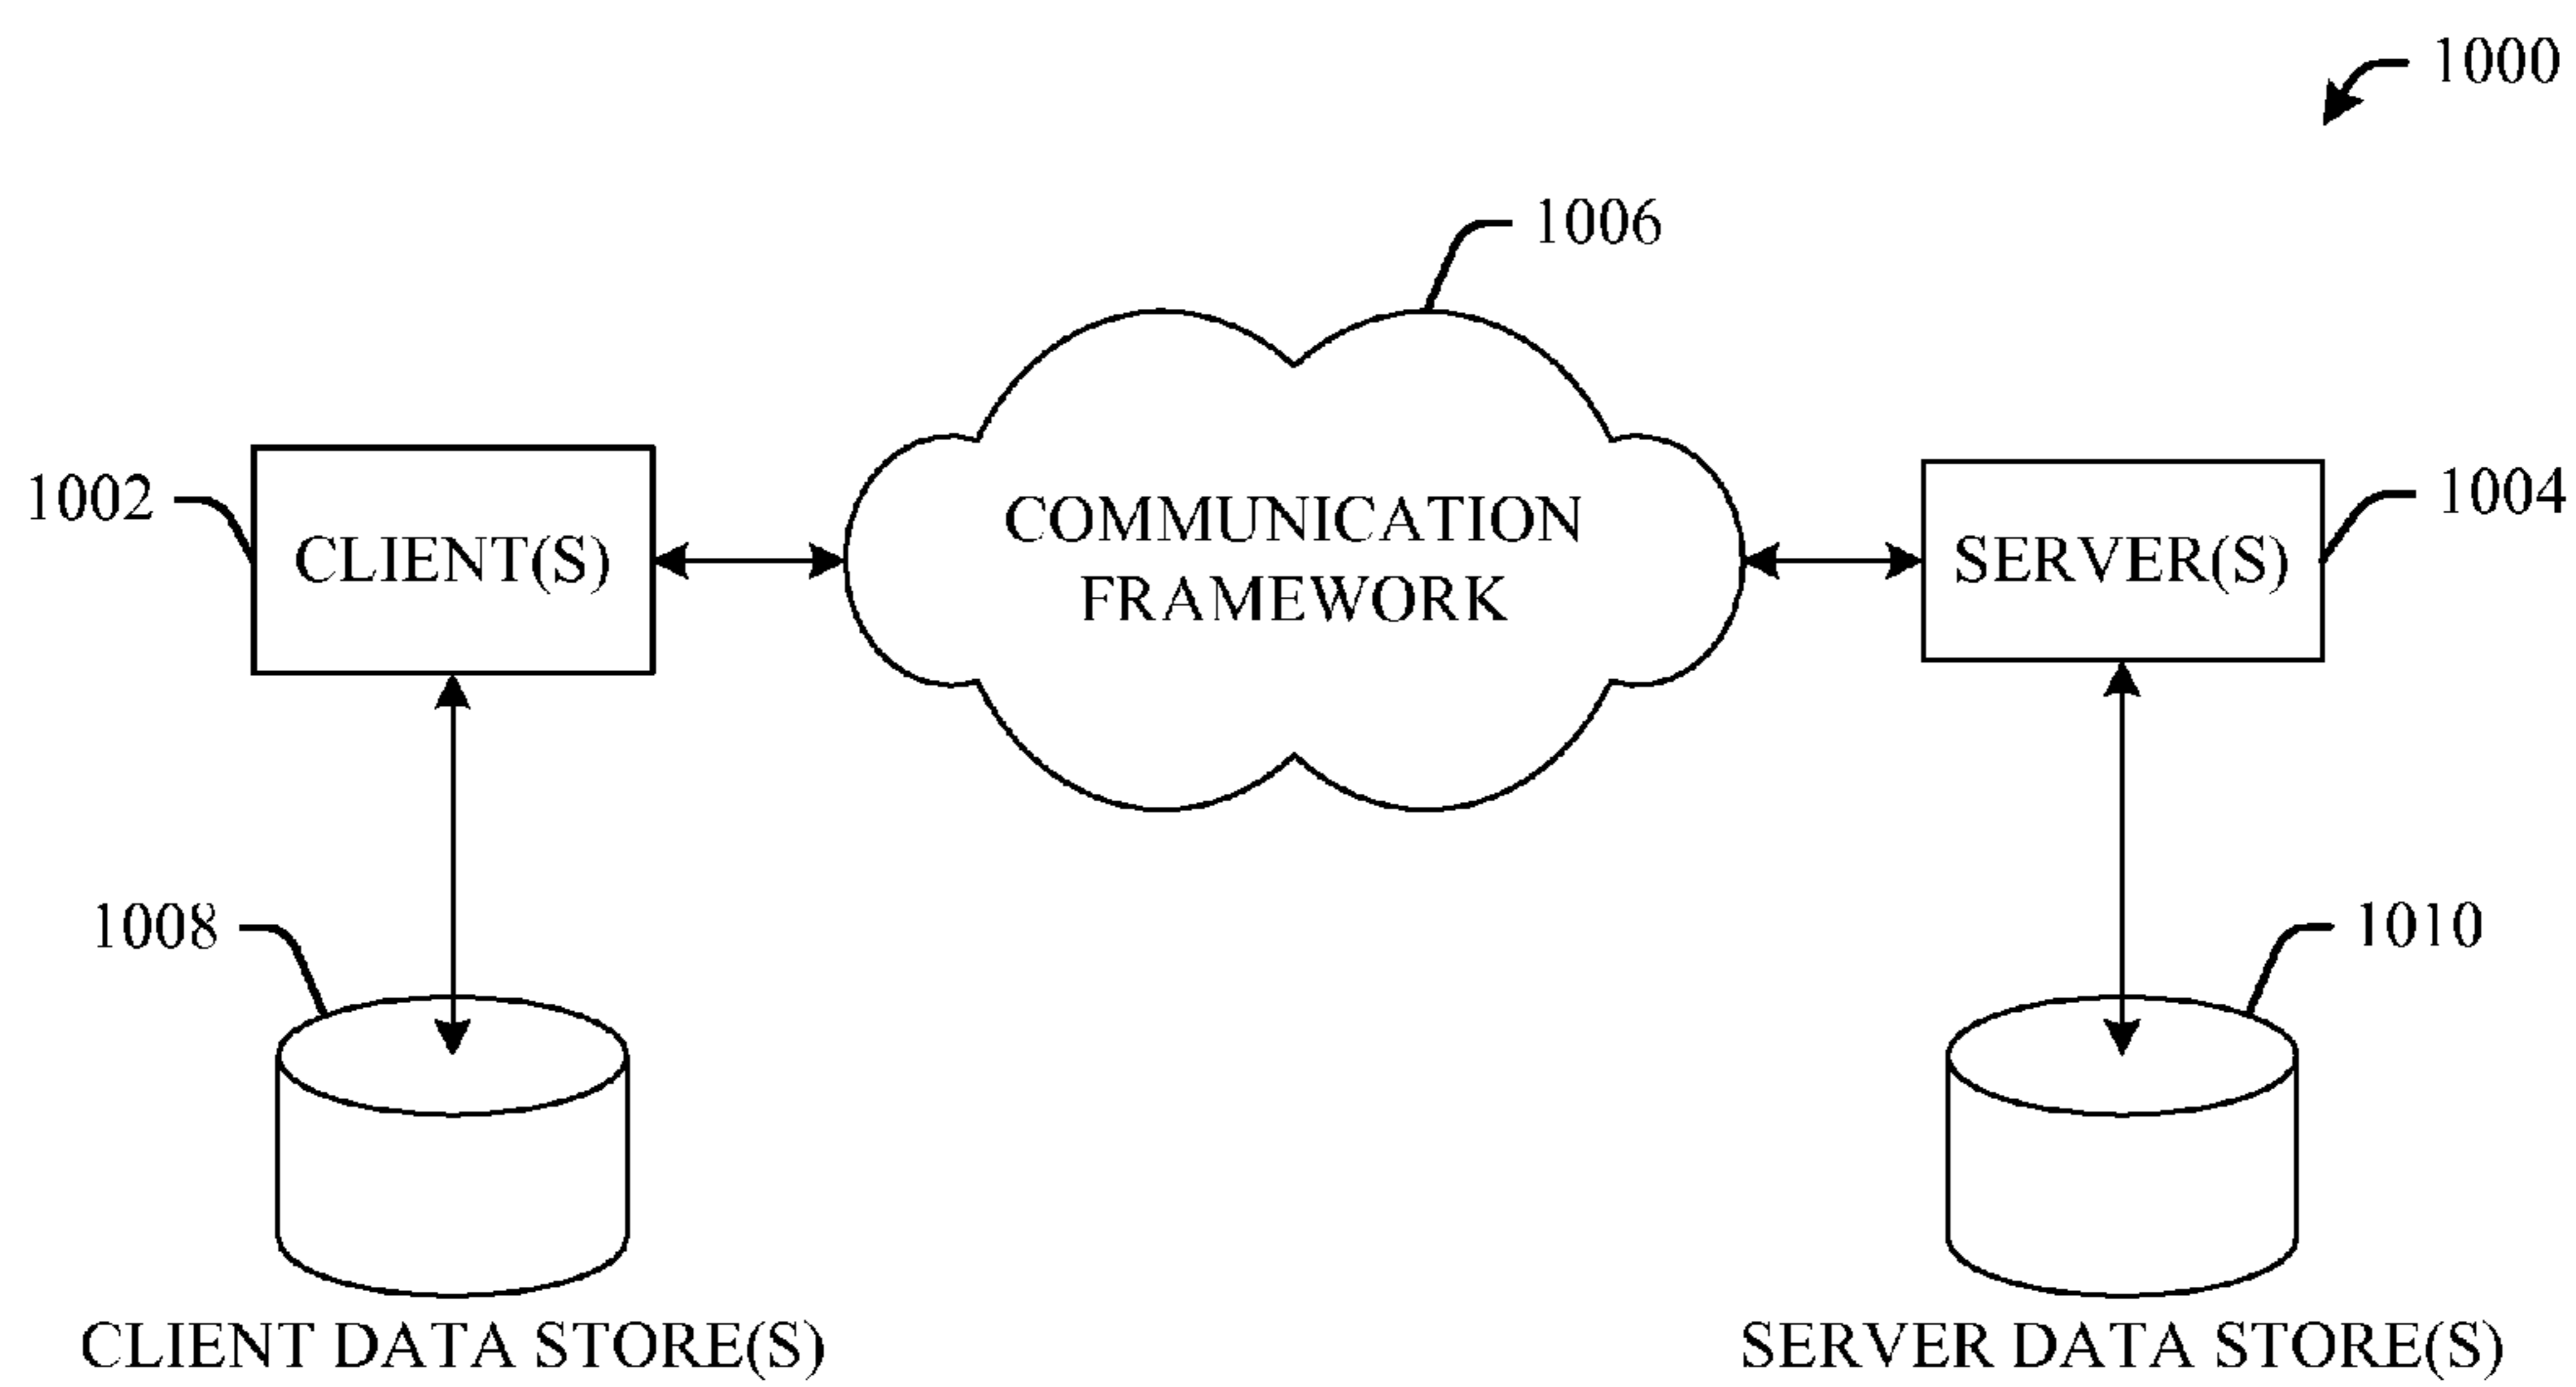 1000
1006
1002
CLIENT(S)
COMMUNICATION
FRAMEWORK
SERVER(S)
1004
1008
1010
CLIENT DATA STORE(S)
SERVER DATA STORE(S)